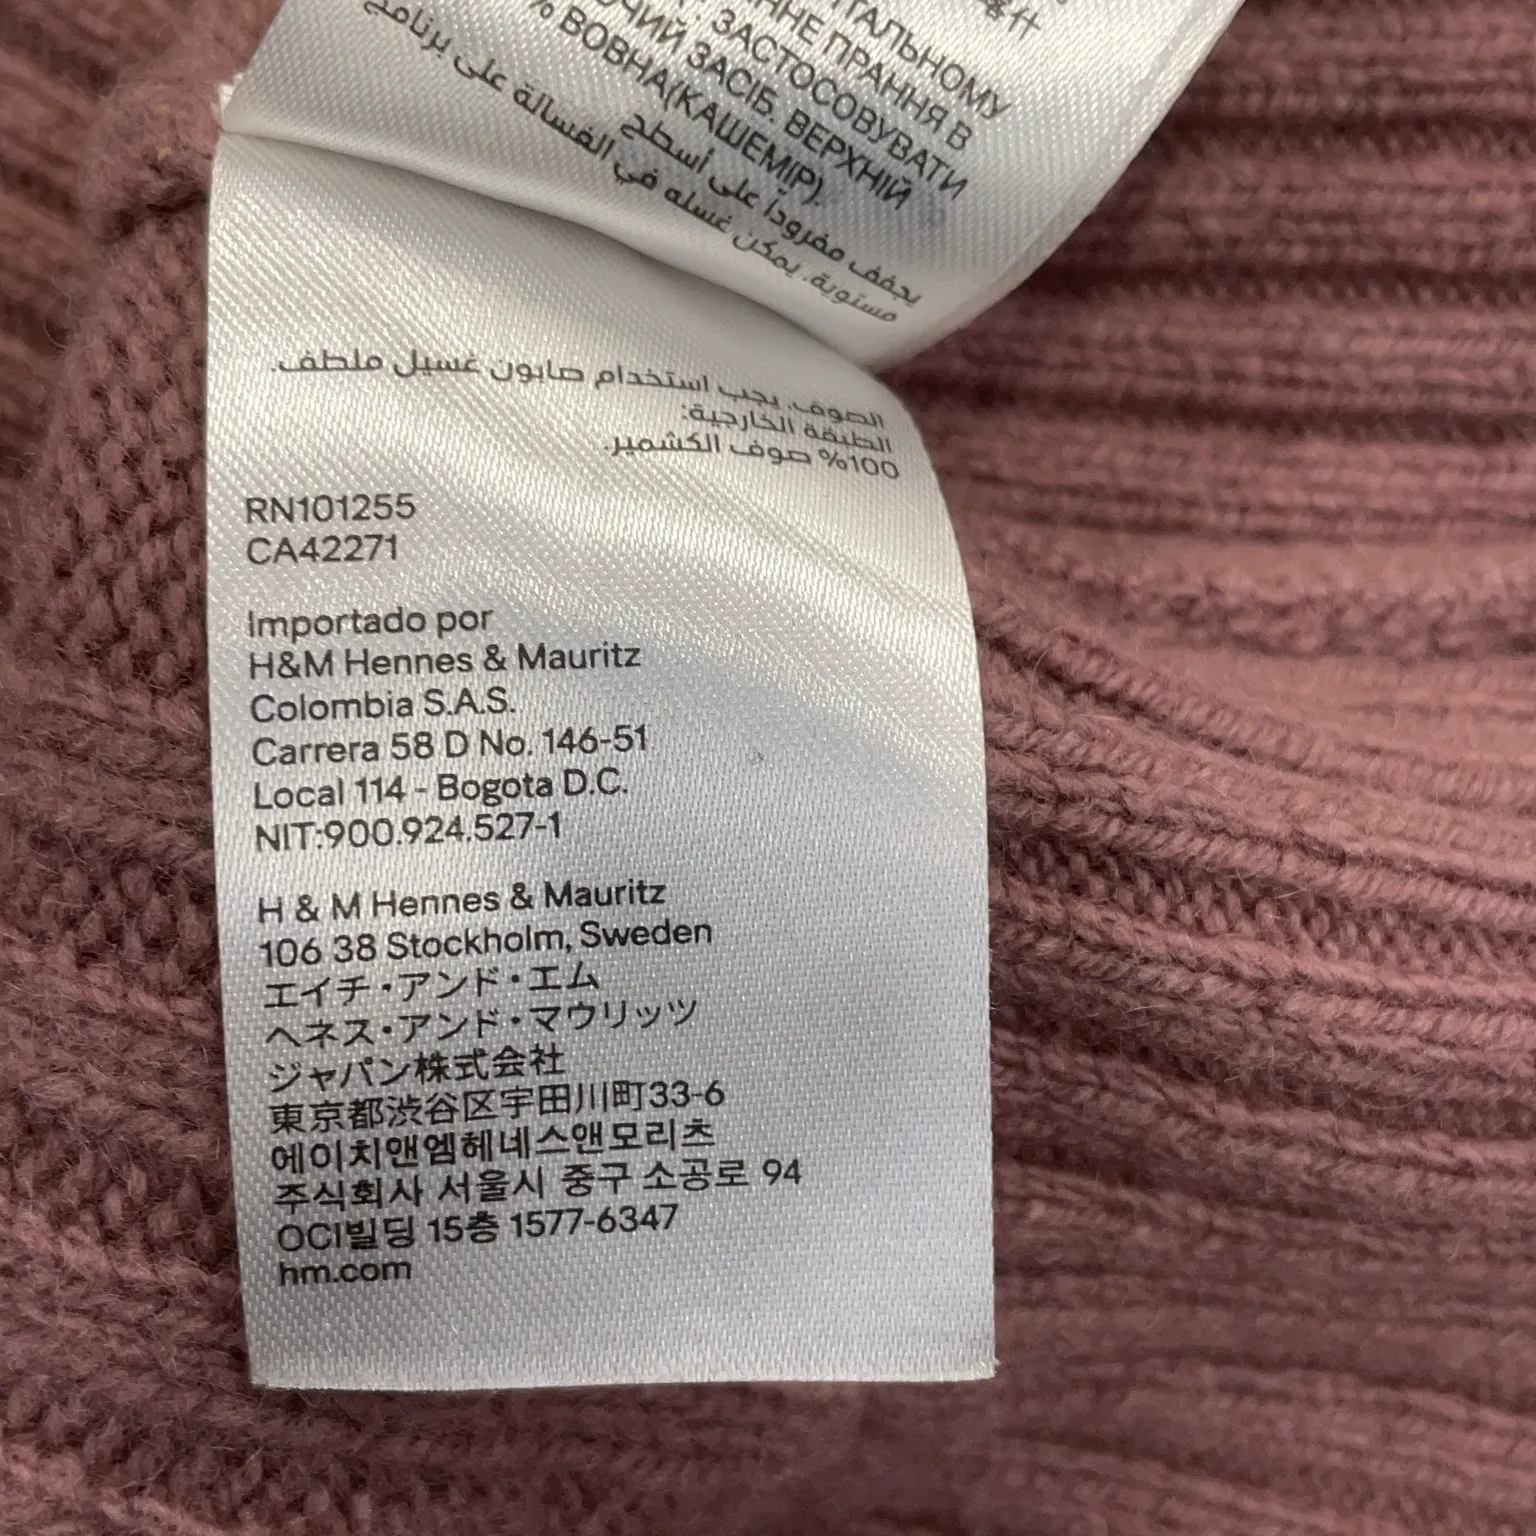 ТАЛЬНОМУ
ННЕ ПРАННЯ В
: ЗАСТОСОВУВАТИ
ОЧИЙ ЗАСІБ. ВЕРХНІЙ
% ВОВНА(КАШЕМІР).
يجفف مفروداً على أسطح
مستوية. يمكن غسله في الغسالة على برنامج
الصوف. يجب استخدام صابون غسيل ملطف.
الطبقة الخارجية:
100% صوف الكشمير.
RN101255
CA42271
Importado por
H&M Hennes & Mauritz
Colombia S.A.S.
Carrera 58 D No. 146-51
Local 114 - Bogota D.C.
NIT:900.924.527-1
H & M Hennes & Mauritz
106 38 Stockholm, Sweden
エイチ・アンド・エム
ヘネス・アンド・マウリッツ
ジャパン株式会社
東京都渋谷区宇田川町33-6
에이치앤엠헤네스앤모리츠
주식회사 서울시 중구 소공로 94
OCI빌딩 15층 1577-6347
hm.com